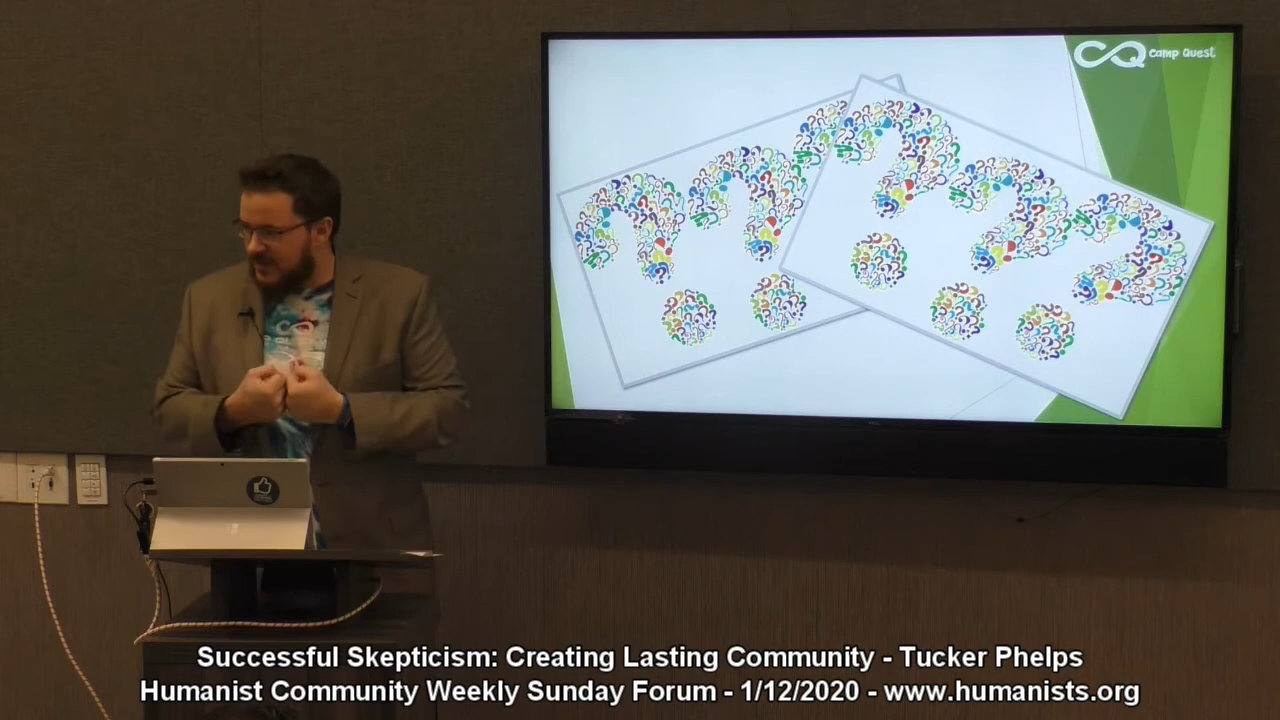 CQ Camp Quest
Successful Skepticism: Creating Lasting Community - Tucker Phelps
Humanist Community Weekly Sunday Forum - 1/12/2020 - www.humanists.org